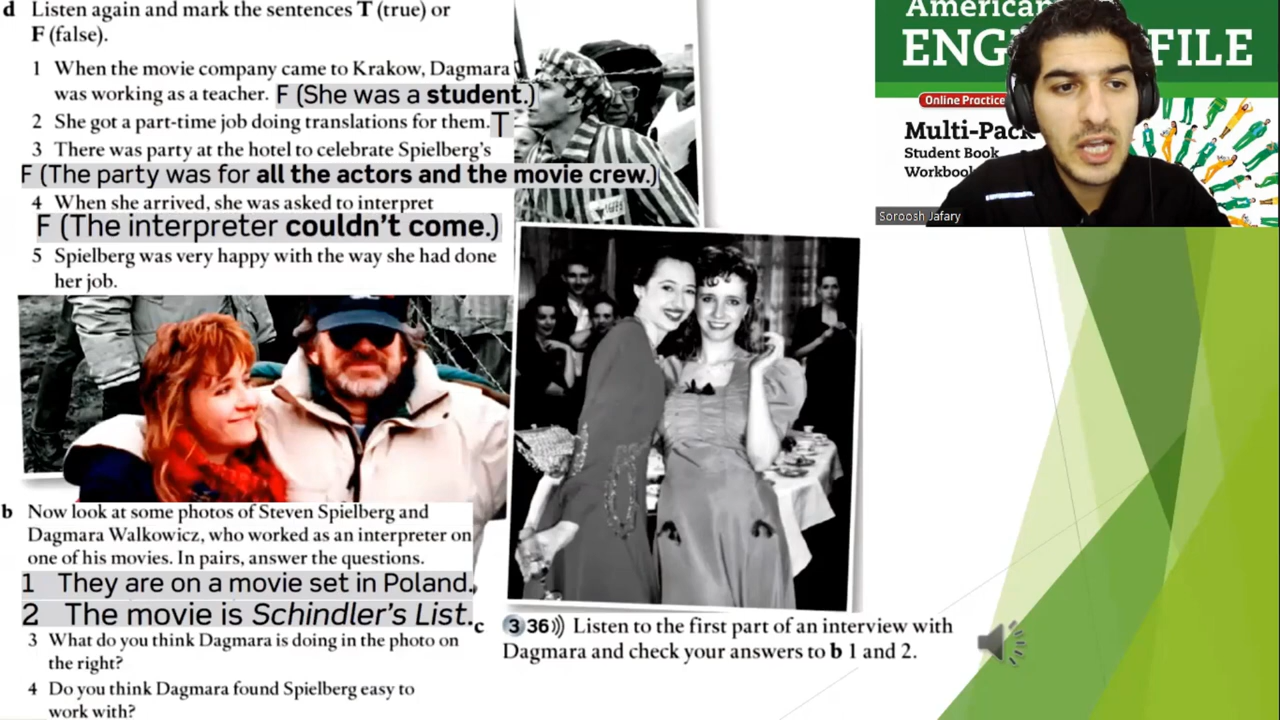 d Listen again and mark the sentences T (true) or
F (false).
1 When the movie company came to Krakow, Dagmara
was working as a teacher. F (She was a student.)
2 She got a part-time job doing translations for them. T
3 There was party at the hotel to celebrate Spielberg's
F (The party was for all the actors and the movie crew.)
4 When she arrived, she was asked to interpret
F (The interpreter couldn't come.)
5 Spielberg was very happy with the way she had done
her job.
b Now look at some photos of Steven Spielberg and
Dagmara Walkowicz, who worked as an interpreter on
one of his movies. In pairs, answer the questions.
1 They are on a movie set in Poland.
2 The movie is Schindler's List.
3 What do you think Dagmara is doing in the photo on
the right?
4 Do you think Dagmara found Spielberg easy to
work with?
c 3 36 Listen to the first part of an interview with
Dagmara and check your answers to b 1 and 2.
American
ENG FILE
Online Practice
Multi-Pack
Student Book
Workbook
Soroosh Jafary